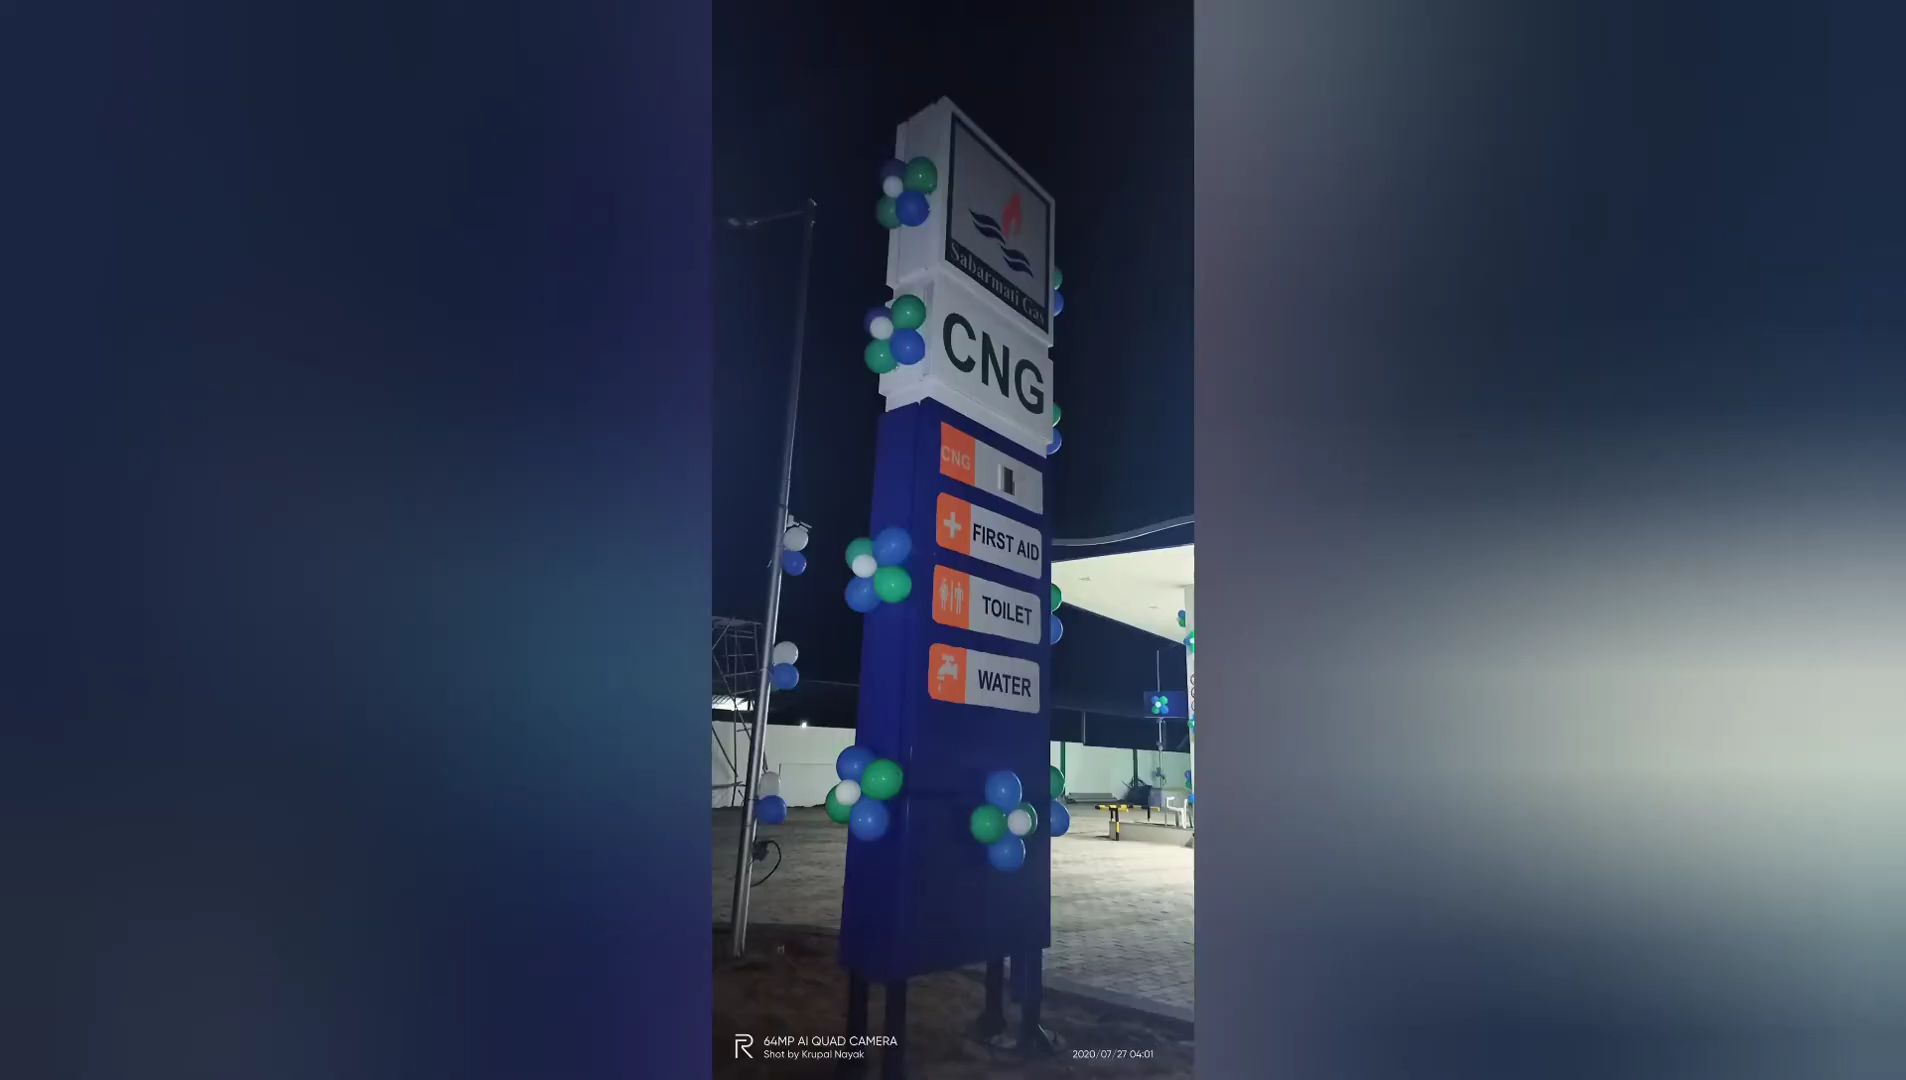 Sabarmati Gas
CNG
CNG
FIRST AID
TOILET
WATER
64MP AI QUAD CAMERA
Shot by Krupal Nayak
2020/07/27 04:01